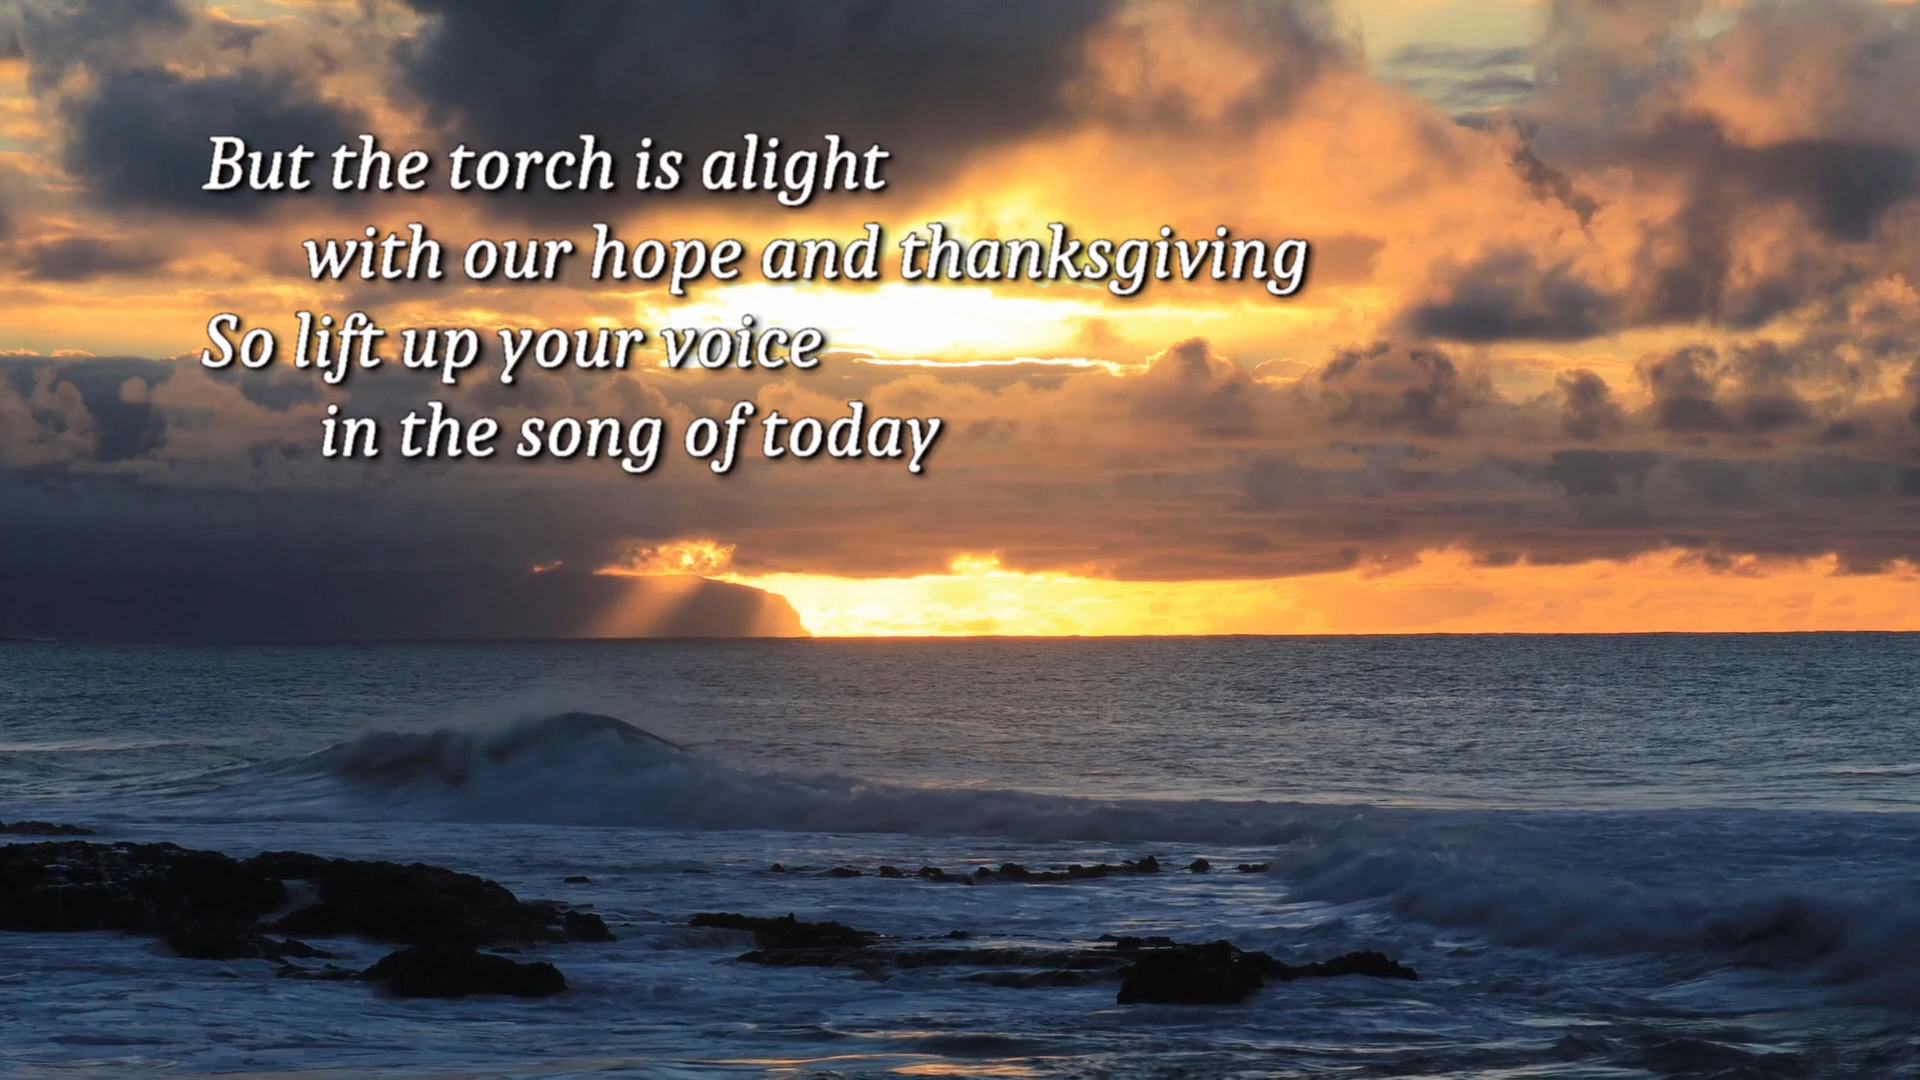 But the torch is alight
with our hope and thanksgiving
So lift up your voice
in the song of today